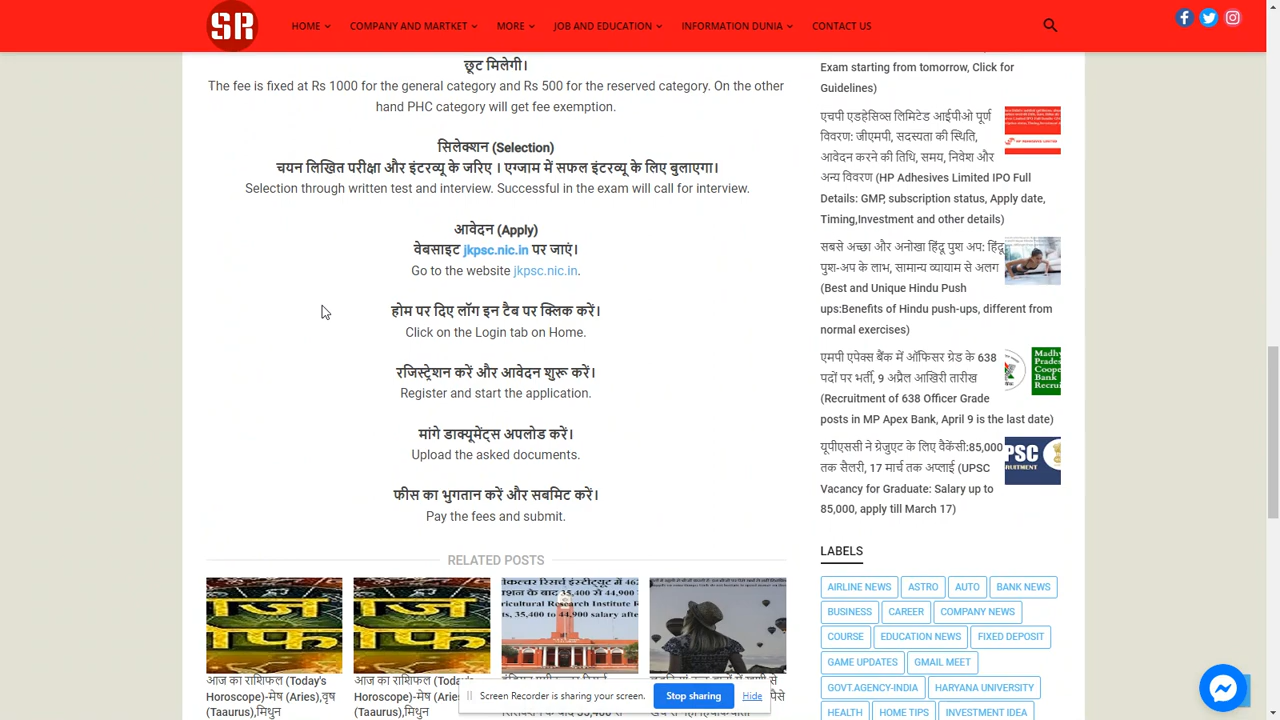 SR
HOME
COMPANY AND MARTKET
MORE
JOB AND EDUCATION
INFORMATION DUNIA
CONTACT US
छूट मिलेगी।
The fee is fixed at Rs 1000 for the general category and Rs 500 for the reserved category. On the other
hand PHC category will get fee exemption.
सिलेक्शन (Selection)
चयन लिखित परीक्षा और इंटरव्यू के जरिए । एग्जाम में सफल इंटरव्यू के लिए बुलाएगा।
Selection through written test and interview. Successful in the exam will call for interview.
आवेदन (Apply)
वेबसाइट jkpsc.nic.in पर जाएं।
Go to the website jkpsc.nic.in.
होम पर दिए लॉग इन टैब पर क्लिक करें।
Click on the Login tab on Home.
रजिस्ट्रेशन करें और आवेदन शुरू करें।
Register and start the application.
मांगे डाक्यूमेंट्स अपलोड करें।
Upload the asked documents.
फीस का भुगतान करें और सबमिट करें।
Pay the fees and submit.
RELATED POSTS
आज का राशिफल (Today's
Horoscope)-मेष (Aries),वृष
(Taaurus),मिथुन
आज का राशिफल (Today's
Horoscope)-मेष (Aries
(Taaurus),मिथुन
Exam starting from tomorrow, Click for
Guidelines)
एचपी एडहेसिव्स लिमिटेड आईपीओ पूर्ण
विवरण: जीएमपी, सदस्यता की स्थिति,
आवेदन करने की तिथि, समय, निवेश और
अन्य विवरण (HP Adhesives Limited IPO Full
Details: GMP, subscription status, Apply date,
Timing,Investment and other details)
सबसे अच्छा और अनोखा हिंदू पुश अप: हिंदू
पुश-अप के लाभ, सामान्य व्यायाम से अलग
(Best and Unique Hindu Push
ups:Benefits of Hindu push-ups, different from
normal exercises)
एमपी एपेक्स बैंक में ऑफिसर ग्रेड के 638
पदों पर भर्ती, 9 अप्रैल आखिरी तारीख
(Recruitment of 638 Officer Grade
posts in MP Apex Bank, April 9 is the last date)
Madhy
Prades
Coope
Bank
Recrui
यूपीएससी ने ग्रेजुएट के लिए वैकेंसी:85,000
तक सैलरी, 17 मार्च तक अप्लाई (UPSC
Vacancy for Graduate: Salary up to
85,000, apply till March 17)
PSC
LABELS
AIRLINE NEWS
ASTRO
AUTO
BANK NEWS
BUSINESS
CAREER
COMPANY NEWS
COURSE
EDUCATION NEWS
FIXED DEPOSIT
GAME UPDATES
GMAIL MEET
GOVT.AGENCY-INDIA
HARYANA UNIVERSITY
HEALTH
HOME TIPS
INVESTMENT IDEA
Screen Recorder is sharing your screen.
Stop sharing
Hide